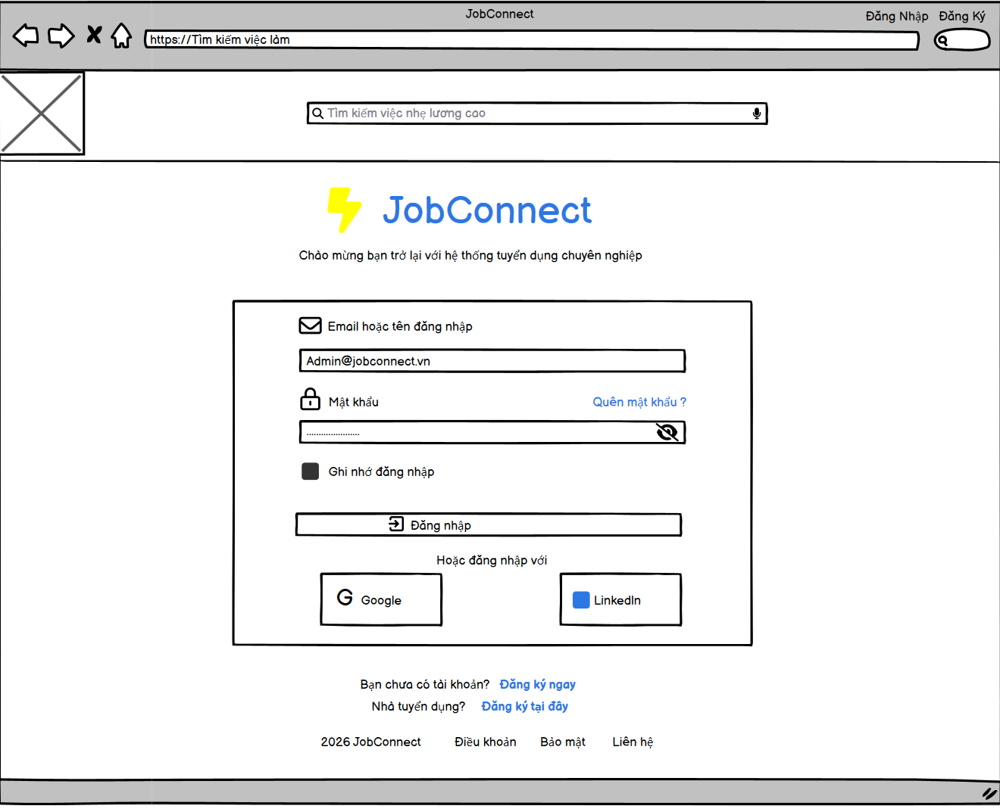 JobConnect
Đăng Nhập Đăng Ký
https://Tìm kiếm việc làm
Tìm kiếm việc nhẹ lương cao
JobConnect
Chào mừng bạn trở lại với hệ thống tuyển dụng chuyên nghiệp
Email hoặc tên đăng nhập
Admin@jobconnect.vn
Mật khẩu Quên mật khẩu ?
......................
Ghi nhớ đăng nhập
Đăng nhập
Hoặc đăng nhập với
G Google LinkedIn
Bạn chưa có tài khoản? Đăng ký ngay
Nhà tuyển dụng? Đăng ký tại đây
2026 JobConnect Điều khoản Bảo mật Liên hệ